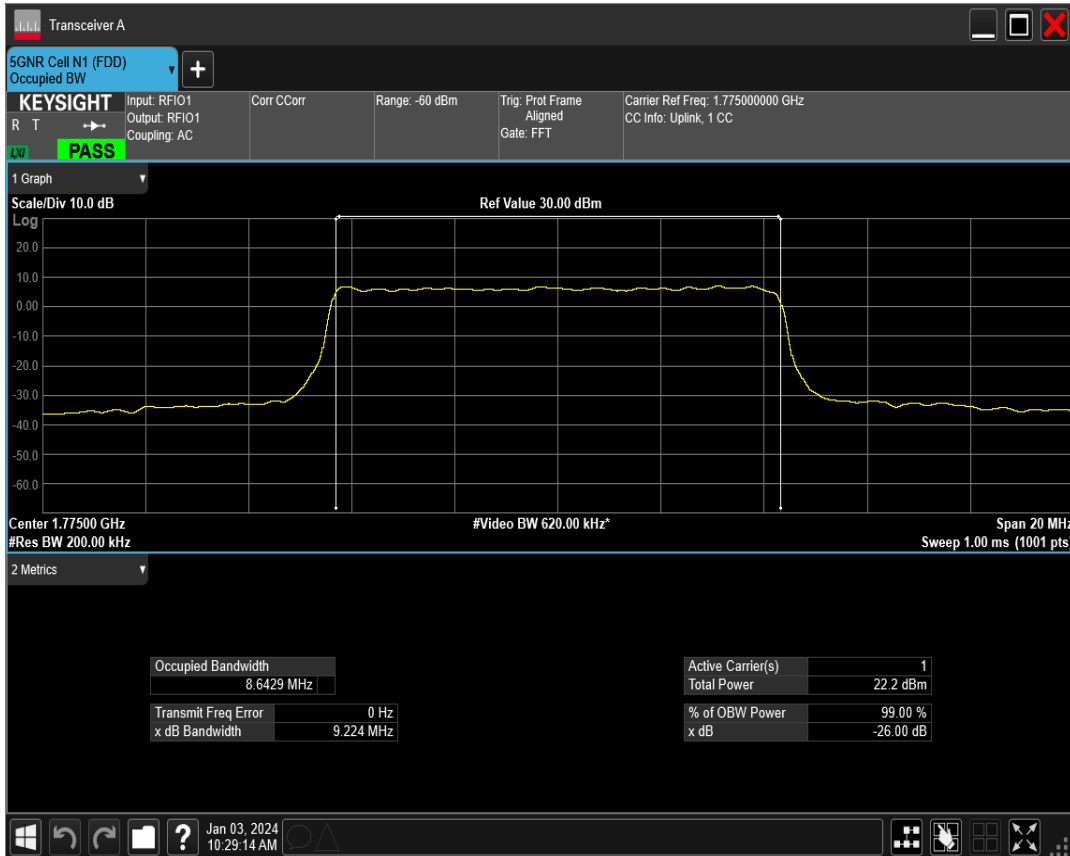 Transceiver A
5GNR Cell N1 (FDD)
Occupied BW
+
KEYSIGHT
R T
LXI
PASS
Input: RFIO1
Output: RFIO1
Coupling: AC
Corr CCorr
Range: -60 dBm
Trig: Prot Frame
Aligned
Gate: FFT
Carrier Ref Freq: 1.775000000 GHz
CC Info: Uplink, 1 CC
1 Graph
Scale/Div 10.0 dB
Ref Value 30.00 dBm
Log
20.0
10.0
0.00
-10.0
-20.0
-30.0
-40.0
-50.0
-60.0
Center 1.77500 GHz
#Video BW 620.00 kHz*
Span 20 MHz
#Res BW 200.00 kHz
Sweep 1.00 ms (1001 pts)
2 Metrics
Occupied Bandwidth
8.6429 MHz
Transmit Freq Error 0 Hz
x dB Bandwidth 9.224 MHz
Active Carrier(s) 1
Total Power 22.2 dBm
% of OBW Power 99.00 %
x dB -26.00 dB
?
Jan 03, 2024
10:29:14 AM